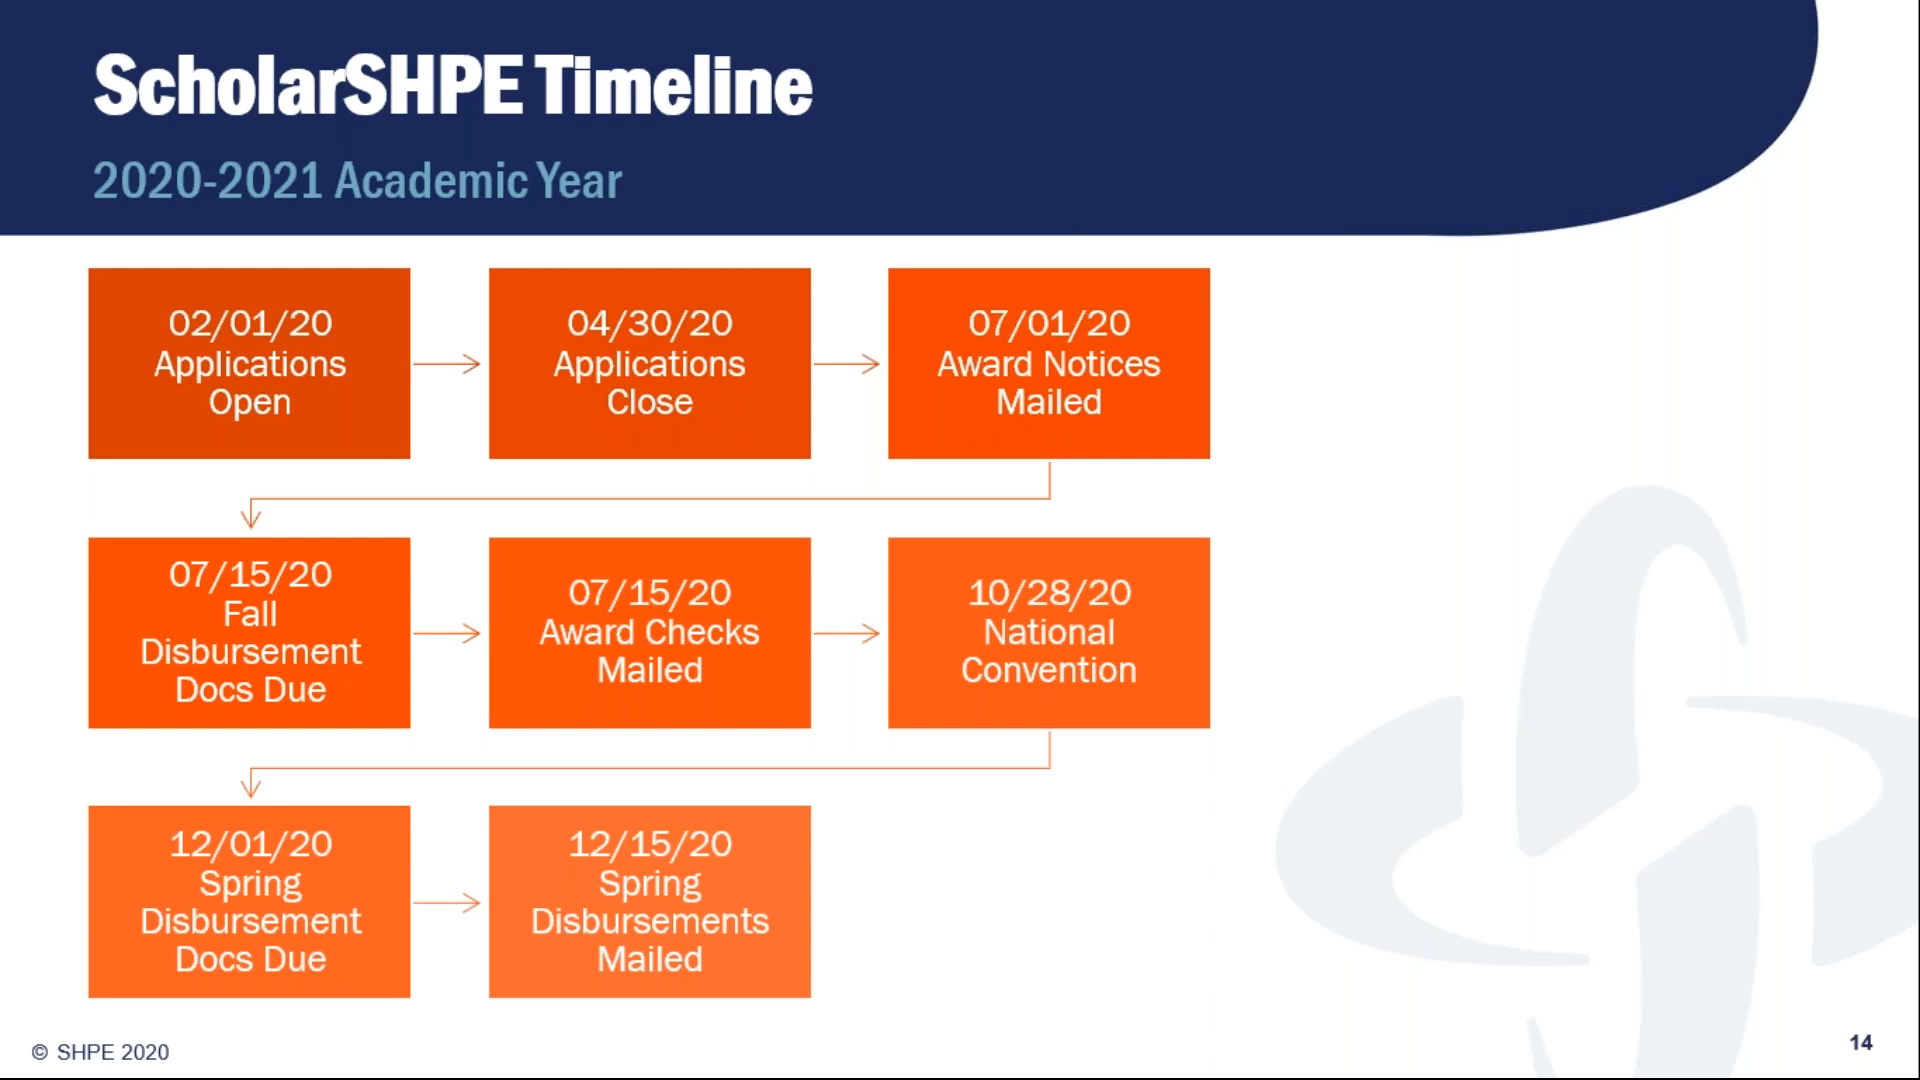 ScholarSHPE Timeline
2020-2021 Academic Year
02/01/20
Applications
Open
04/30/20
Applications
Close
07/01/20
Award Notices
Mailed
07/15/20
Fall
Disbursement
Docs Due
07/15/20
Award Checks
Mailed
10/28/20
National
Convention
12/01/20
Spring
Disbursement
Docs Due
12/15/20
Spring
Disbursements
Mailed
© SHPE 2020
14